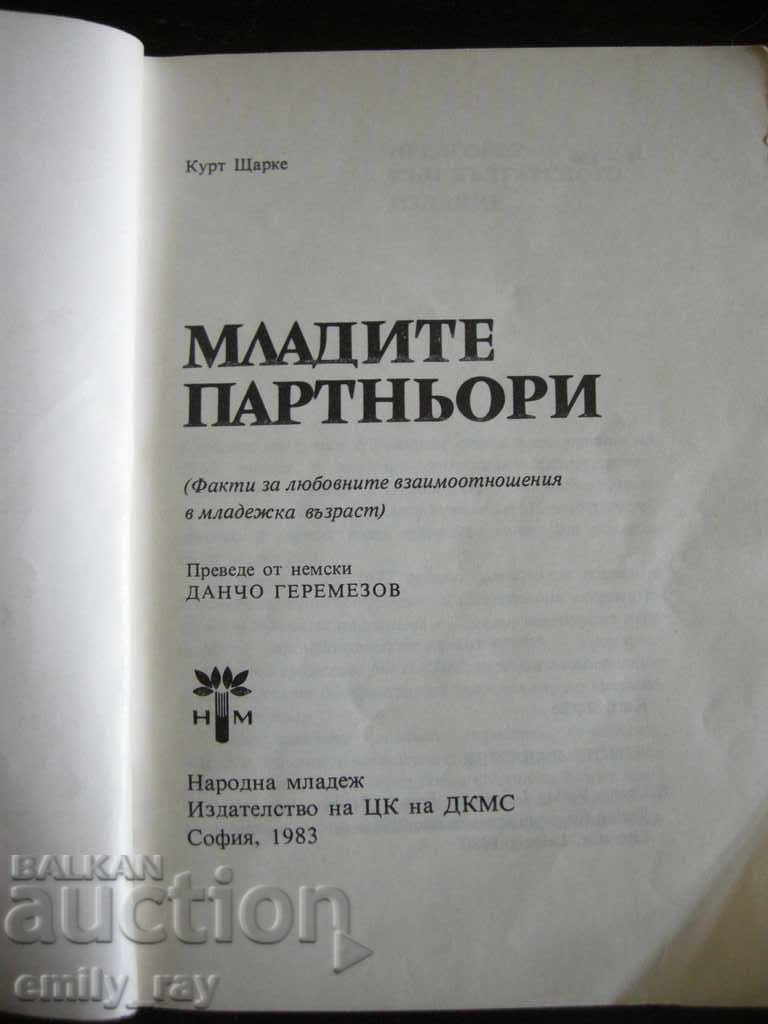 Курт Щарке
МЛАДИТЕ
ПАРТНЬОРИ
(Факти за любовните взаимоотношения
в младежка възраст)
Преведе от немски
ДАНЧО ГЕРЕМЕЗОВ
Н М
Народна младеж
Издателство на ЦК на ДКМС
София, 1983
BALKAN
auction
emily_ray